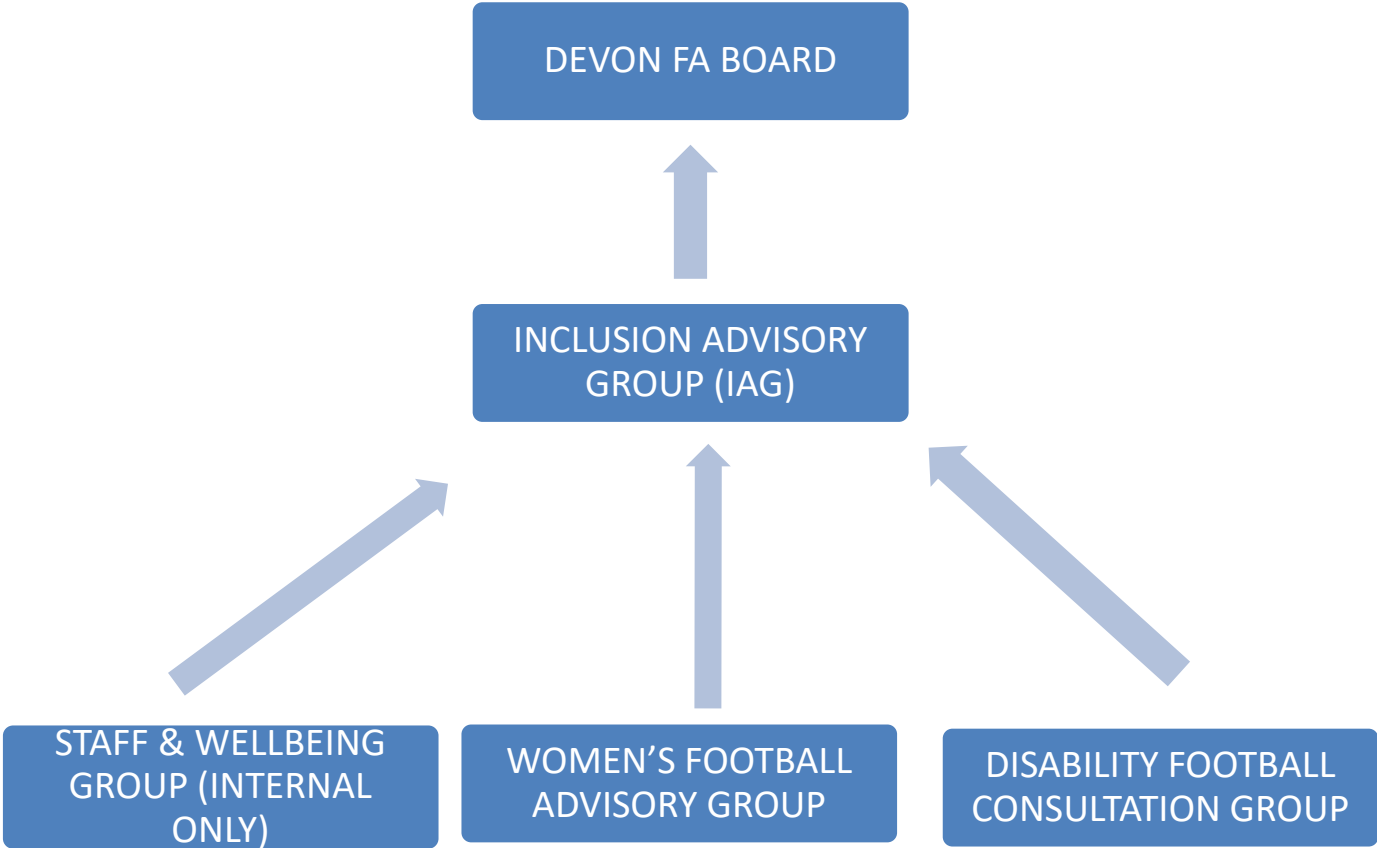 DEVON FA BOARD
INCLUSION ADVISORY
GROUP (IAG)
STAFF & WELLBEING
GROUP (INTERNAL
ONLY)
WOMEN’S FOOTBALL
ADVISORY GROUP
DISABILITY FOOTBALL
CONSULTATION GROUP